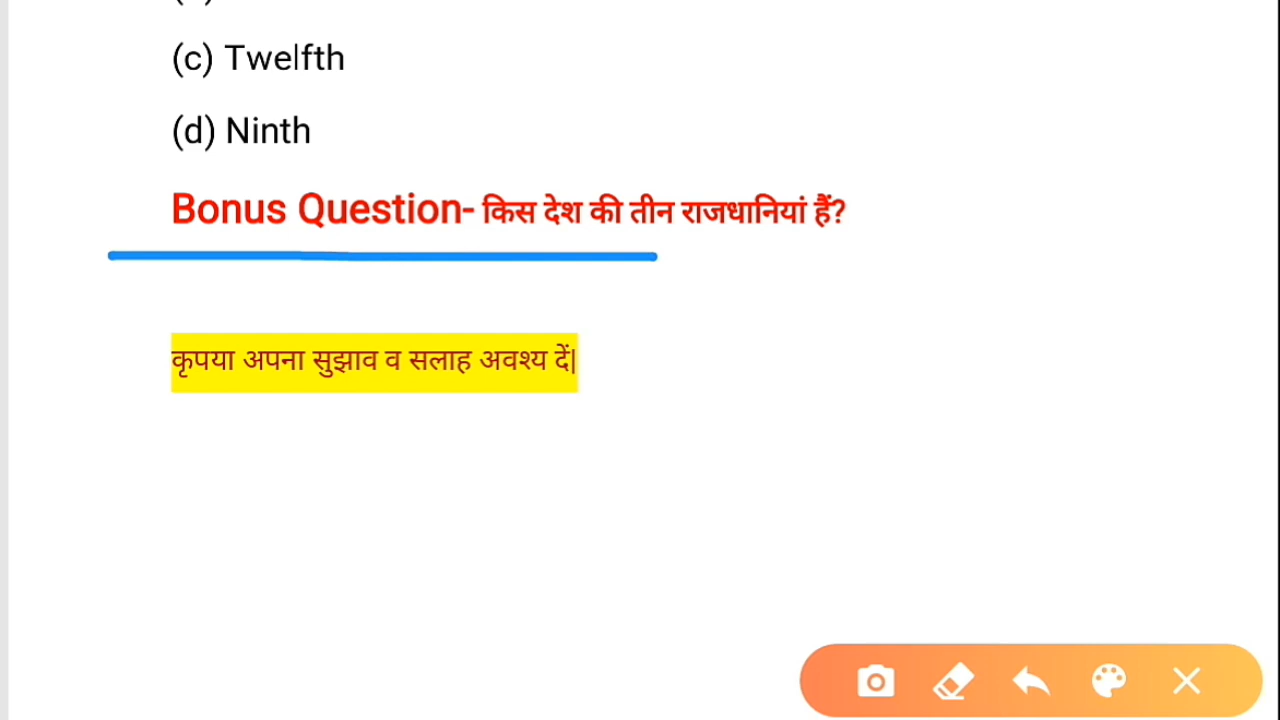 (c) Twelfth
(d) Ninth
Bonus Question- किस देश की तीन राजधानियां हैं?
कृपया अपना सुझाव व सलाह अवश्य दें|